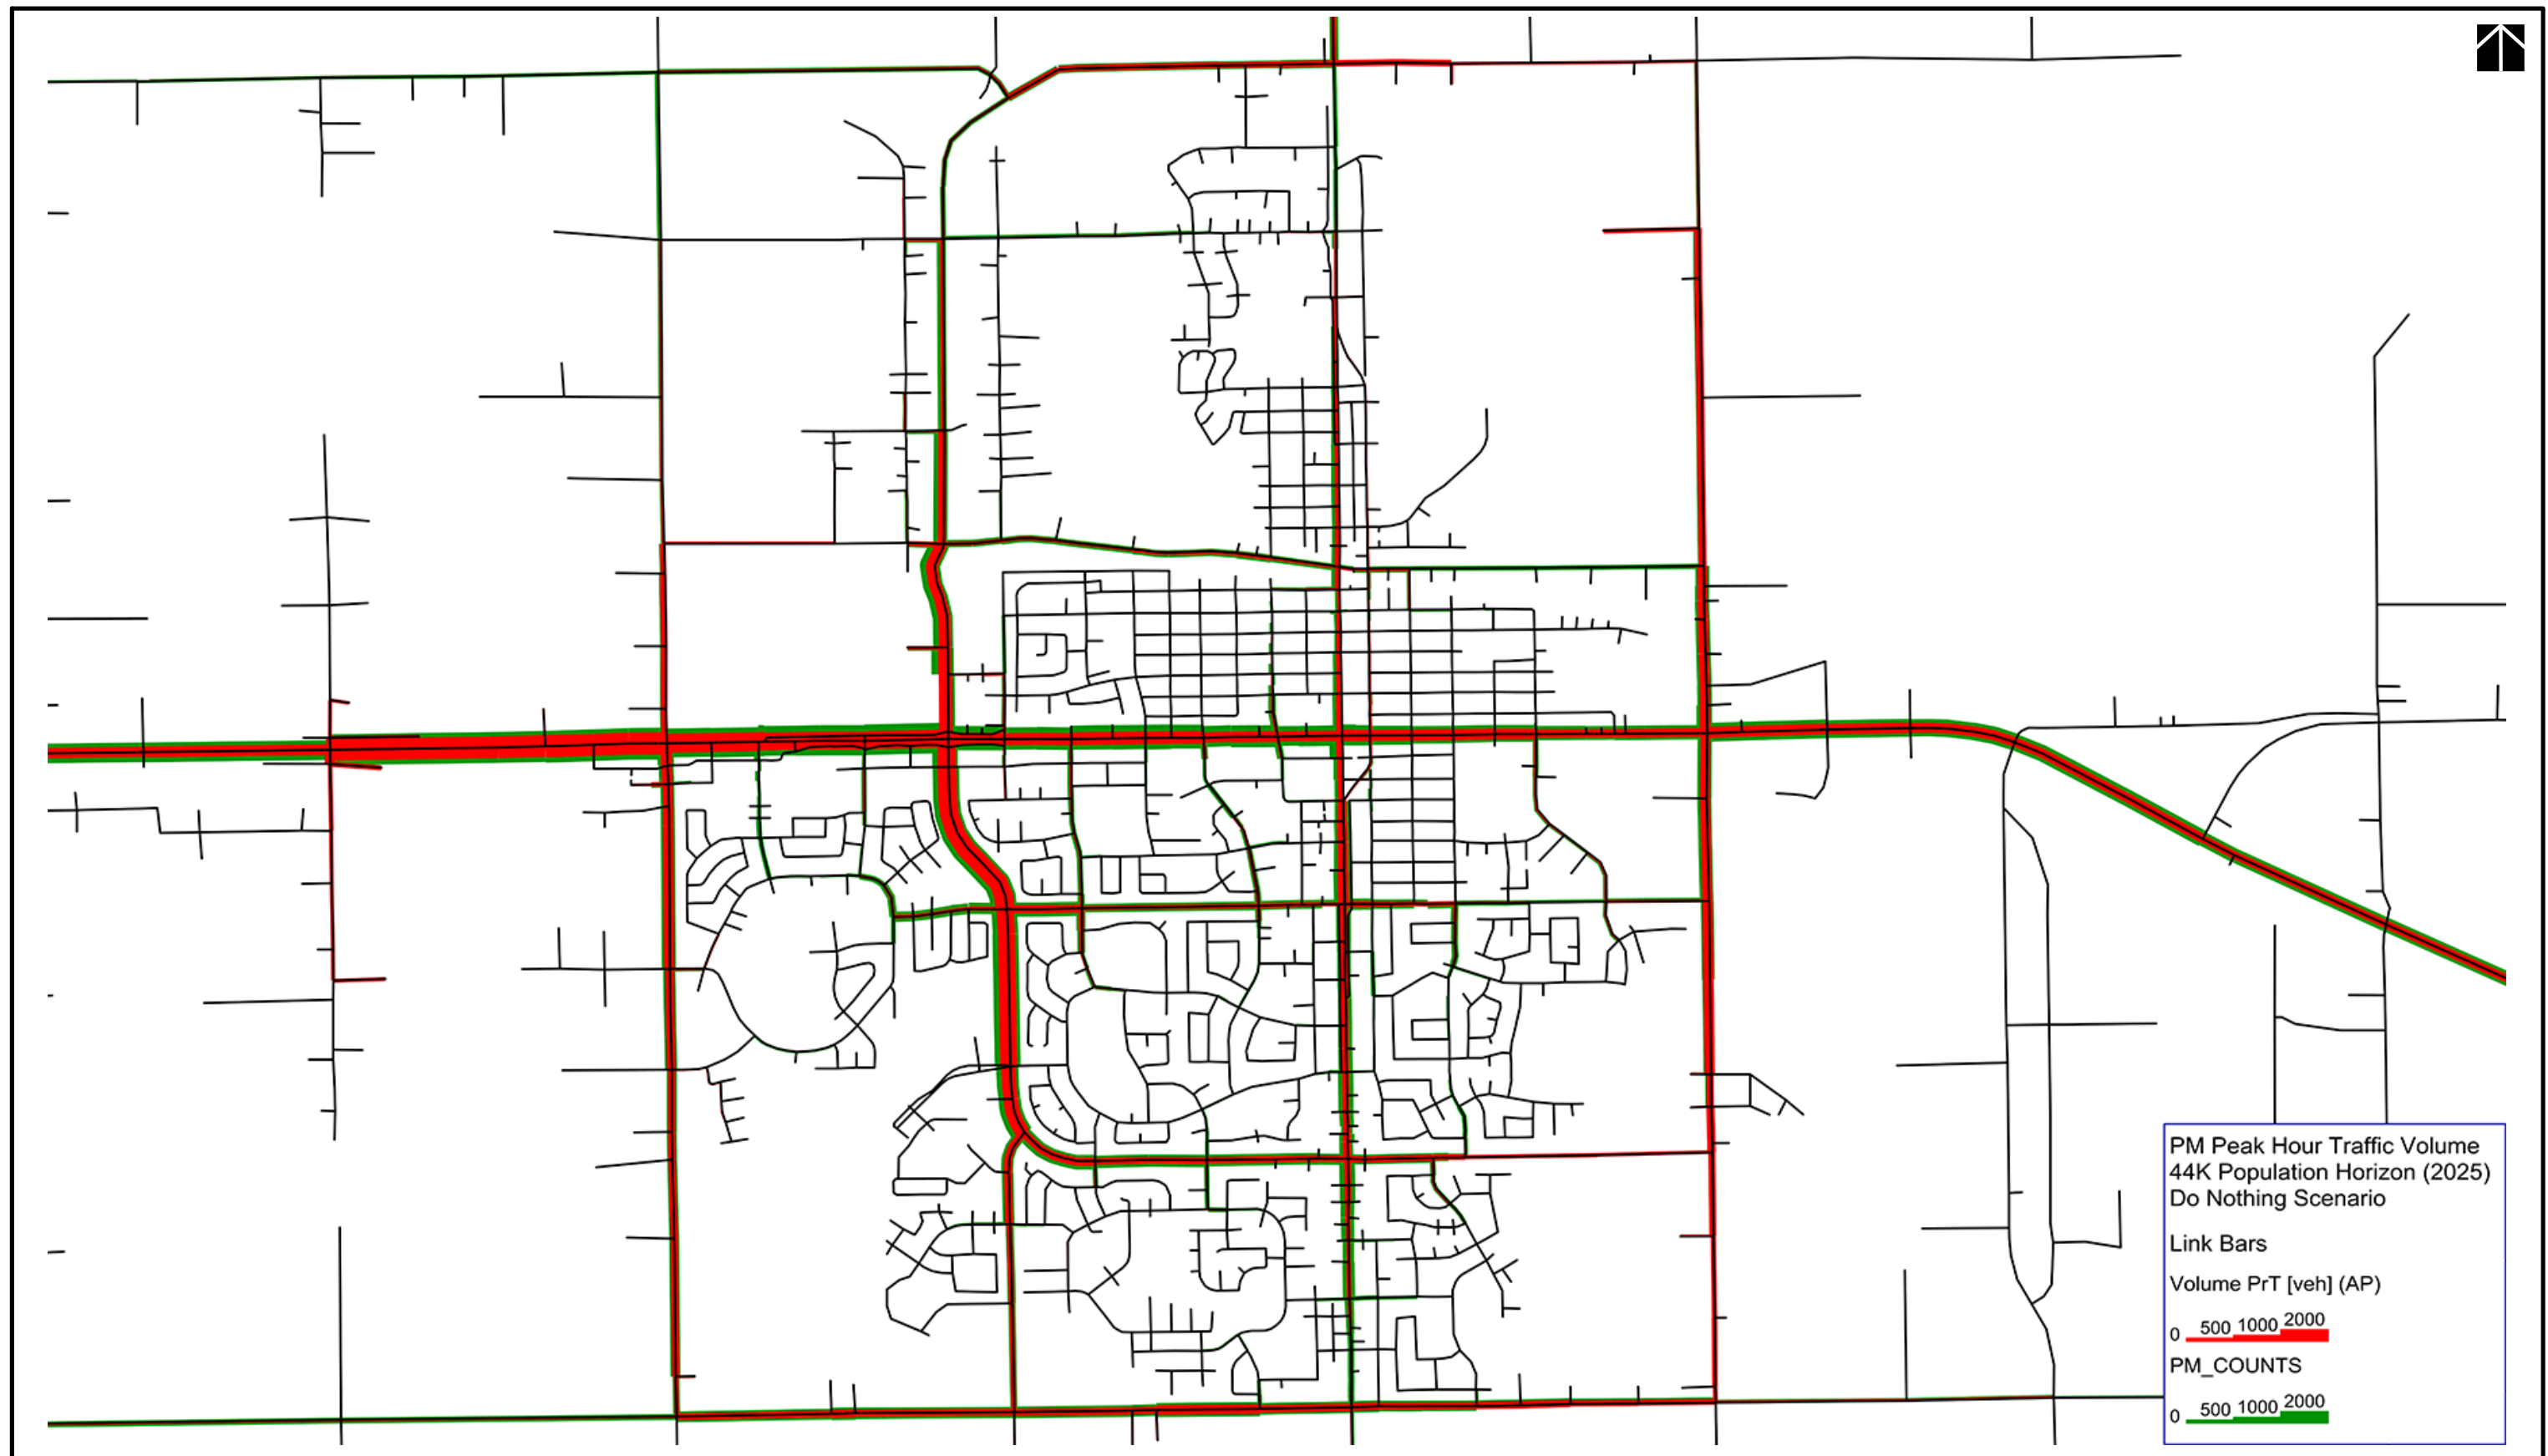 PM Peak Hour Traffic Volume
44K Population Horizon (2025)
Do Nothing Scenario
Link Bars
Volume PrT [veh] (AP)
0 500 1000 2000
PM_COUNTS
0 500 1000 2000